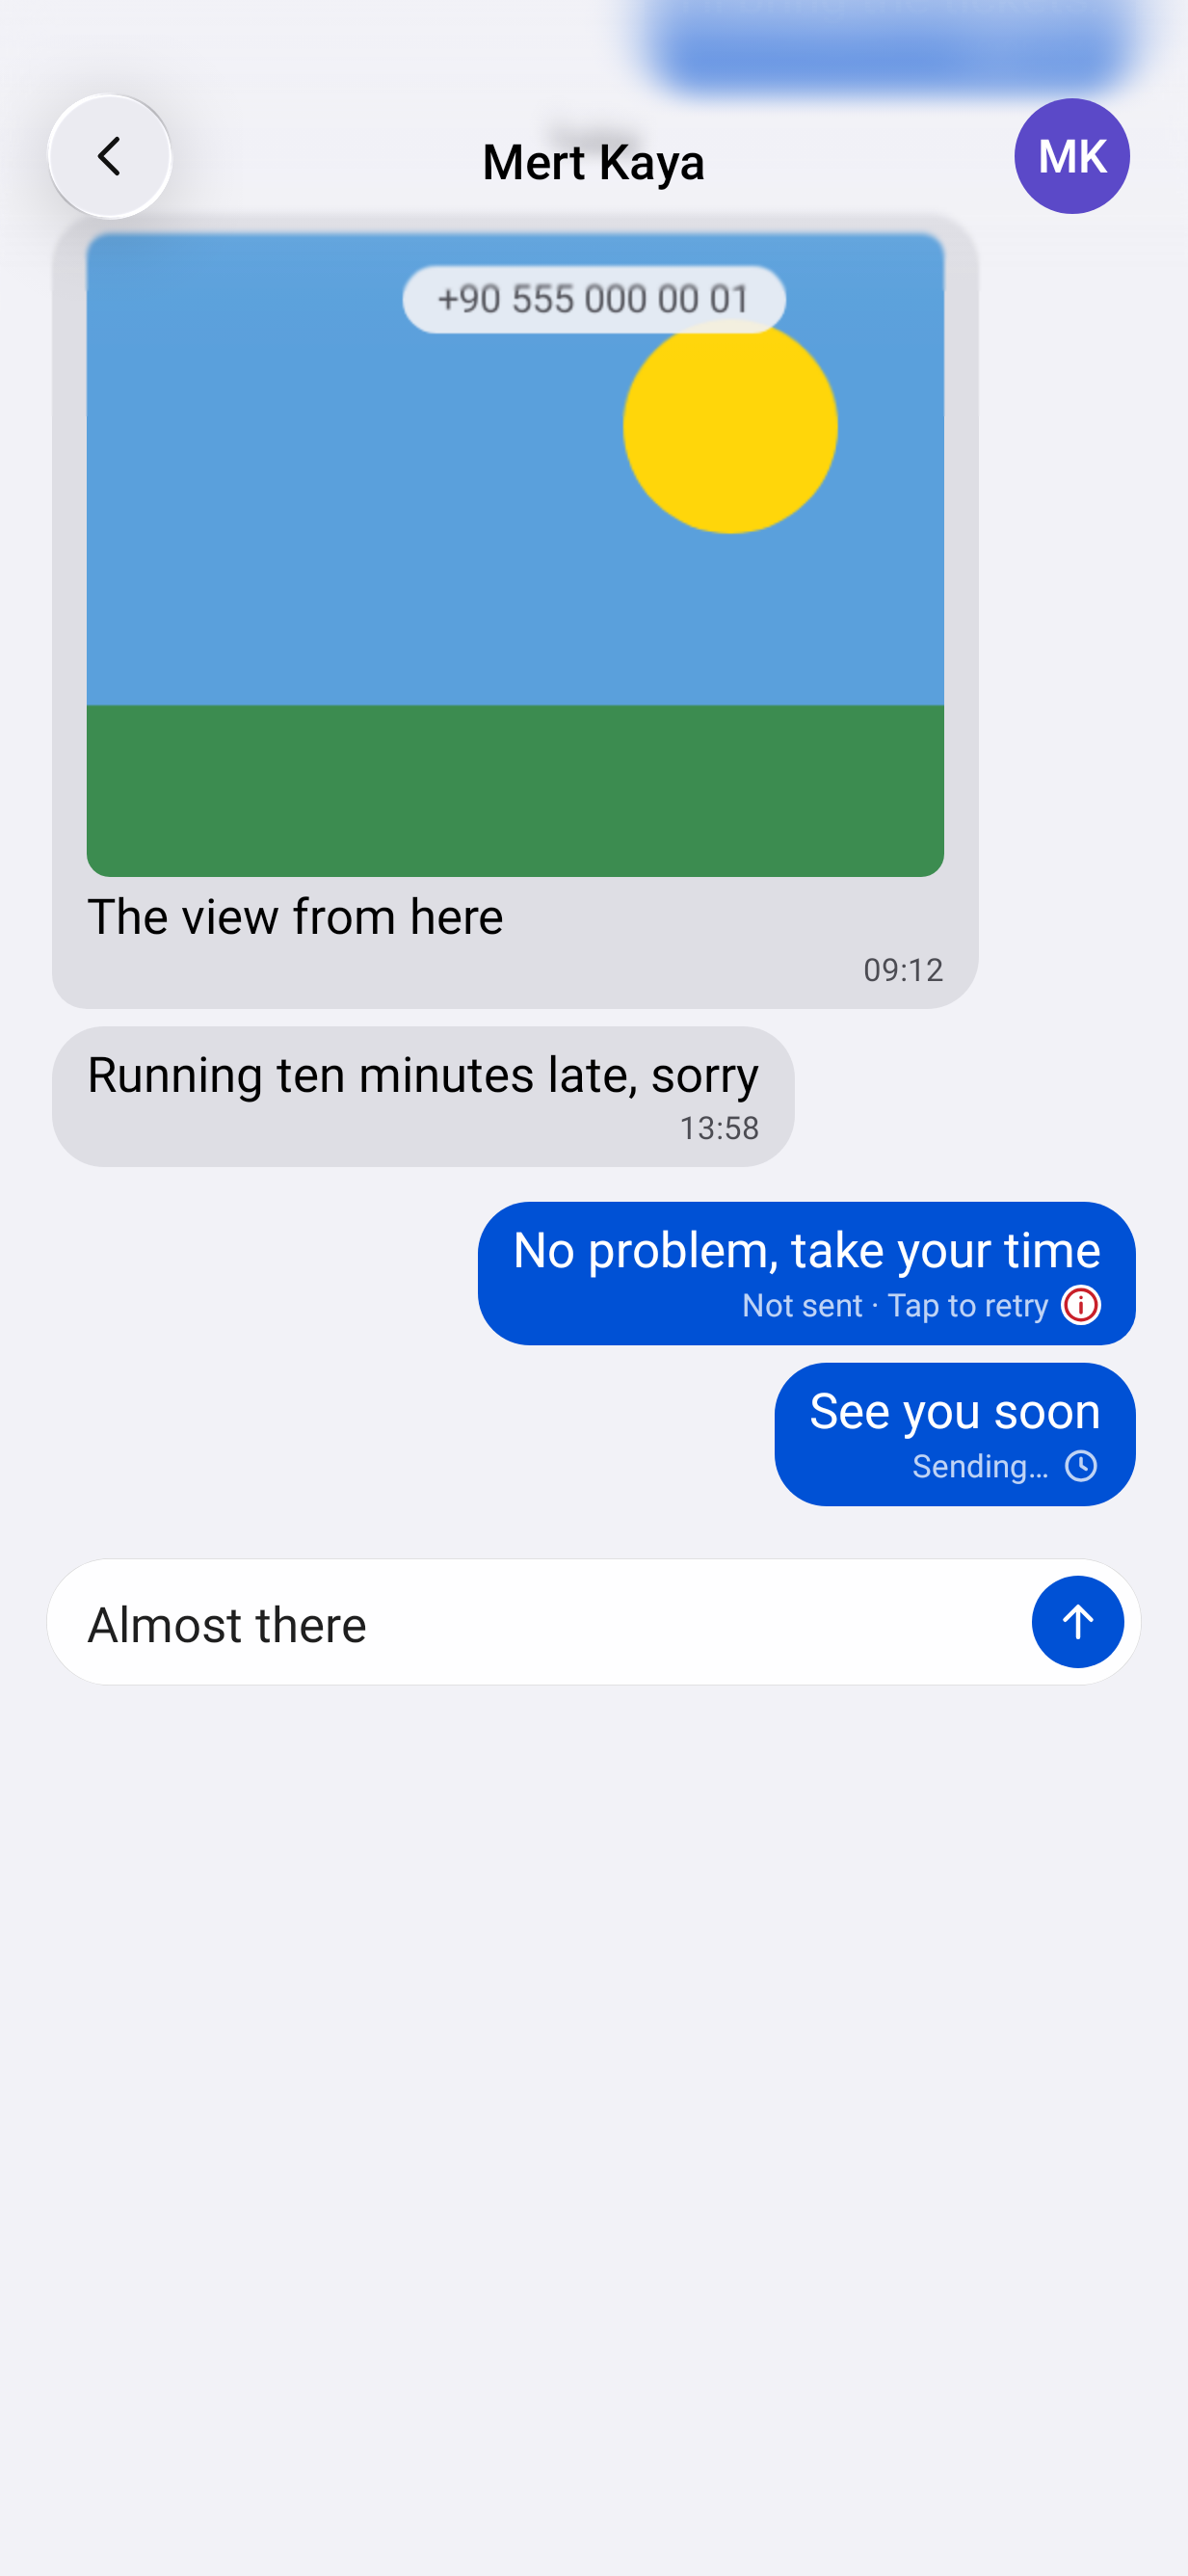 Mert Kaya
MK
+90 555 000 00 01
The view from here
09:12
Running ten minutes late, sorry
13:58
No problem, take your time
Not sent · Tap to retry
See you soon
Sending...
Almost there